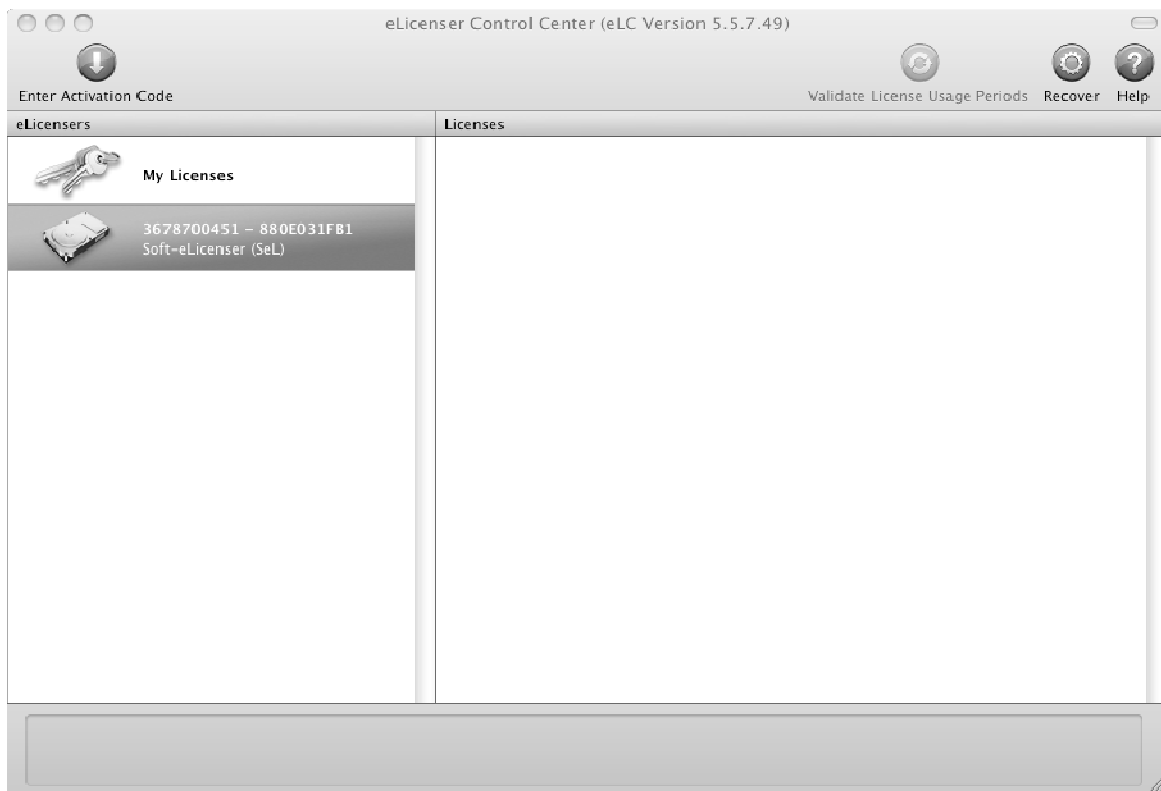 eLicenser Control Center (eLC Version 5.5.7.49)
Enter Activation Code
Validate License Usage Periods
Recover
Help
eLicensers
Licenses
My Licenses
3678700451 – 880E031FB1
Soft-eLicenser (SeL)